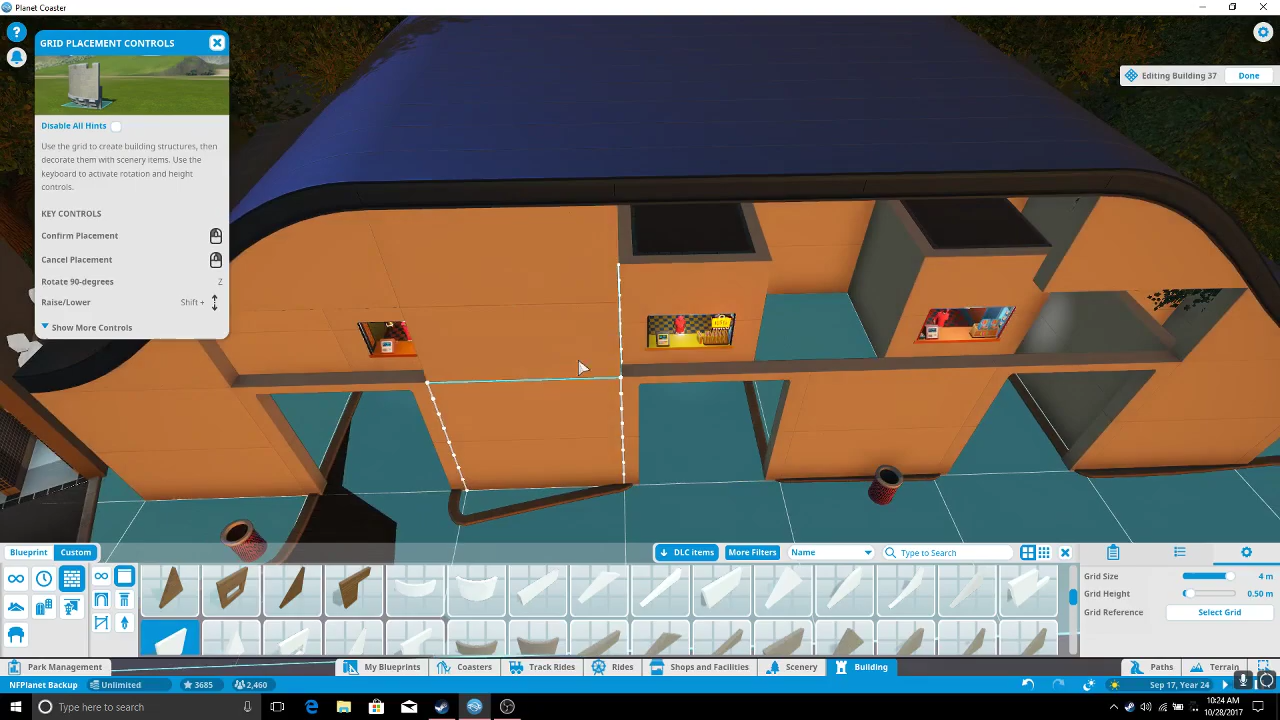 Planet Coaster
GRID PLACEMENT CONTROLS
Disable All Hints
Use the grid to create building structures, then
decorate them with scenery items. Use the
keyboard to activate rotation and height
controls.
KEY CONTROLS
Confirm Placement
Cancel Placement
Rotate 90-degrees Z
Raise/Lower Shift +
Show More Controls
Editing Building 37 Done
Blueprint Custom
DLC items More Filters Name Type to Search
Grid Size 4 m
Grid Height 0.50 m
Grid Reference Select Grid
Park Management My Blueprints Coasters Track Rides Rides Shops and Facilities Scenery Building Paths Terrain
NFPlanet Backup Unlimited 3685 2,460 Sep 17, Year 24
Type here to search
10:24 AM
10/28/2017